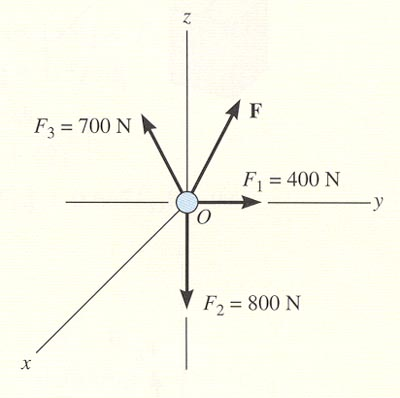 z
F₃ = 700 N
F
F₁ = 400 N
y
O
F₂ = 800 N
x